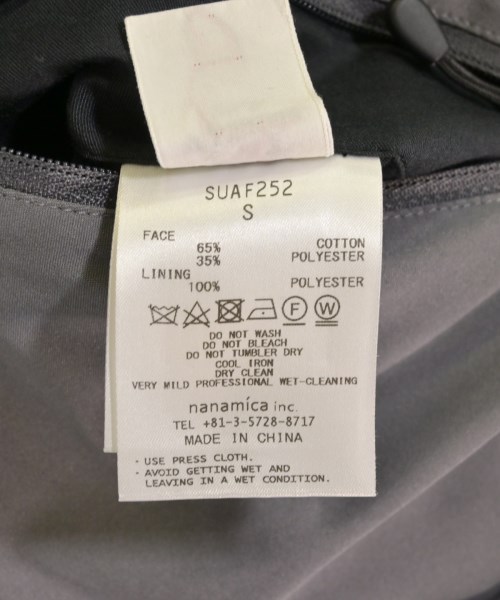 SUAF252
S
FACE
65% COTTON
35% POLYESTER
LINING
100% POLYESTER
F W
DO NOT WASH
DO NOT BLEACH
DO NOT TUMBLER DRY
COOL IRON
DRY CLEAN
VERY MILD PROFESSIONAL WET-CLEANING
nanamica inc.
TEL +81-3-5728-8717
MADE IN CHINA
・USE PRESS CLOTH.
・AVOID GETTING WET AND
LEAVING IN A WET CONDITION.